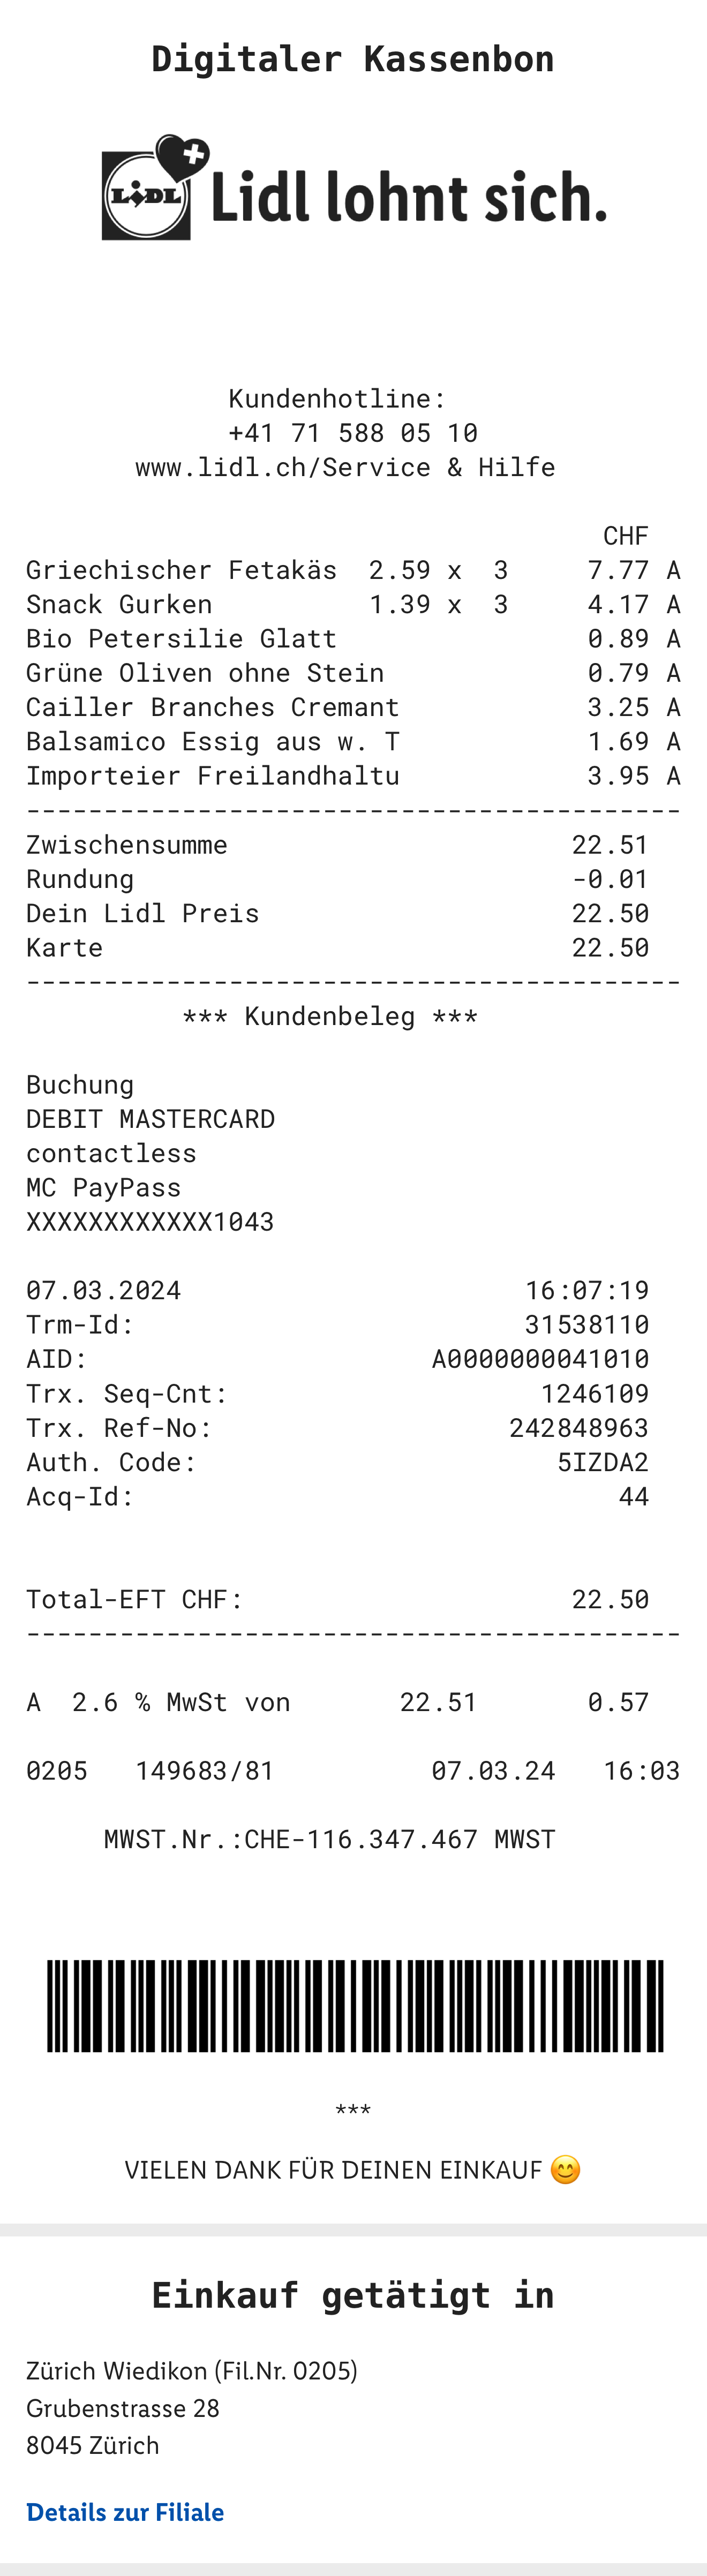 Digitaler Kassenbon
LIDL Lidl lohnt sich.
Kundenhotline:
+41 71 588 05 10
www.lidl.ch/Service & Hilfe
CHF
Griechischer Fetakäs 2.59 x 3 7.77 A
Snack Gurken 1.39 x 3 4.17 A
Bio Petersilie Glatt 0.89 A
Grüne Oliven ohne Stein 0.79 A
Cailler Branches Cremant 3.25 A
Balsamico Essig aus w. T 1.69 A
Importeier Freilandhaltu 3.95 A
------------------------------------------
Zwischensumme 22.51
Rundung -0.01
Dein Lidl Preis 22.50
Karte 22.50
------------------------------------------
*** Kundenbeleg ***
Buchung
DEBIT MASTERCARD
contactless
MC PayPass
XXXXXXXXXXXX1043
07.03.2024 16:07:19
Trm-Id: 31538110
AID: A0000000041010
Trx. Seq-Cnt: 1246109
Trx. Ref-No: 242848963
Auth. Code: 5IZDA2
Acq-Id: 44
Total-EFT CHF: 22.50
------------------------------------------
A 2.6 % MwSt von 22.51 0.57
0205 149683/81 07.03.24 16:03
MWST.Nr.:CHE-116.347.467 MWST
***
VIELEN DANK FÜR DEINEN EINKAUF 😊
Einkauf getätigt in
Zürich Wiedikon (Fil.Nr. 0205)
Grubenstrasse 28
8045 Zürich
Details zur Filiale